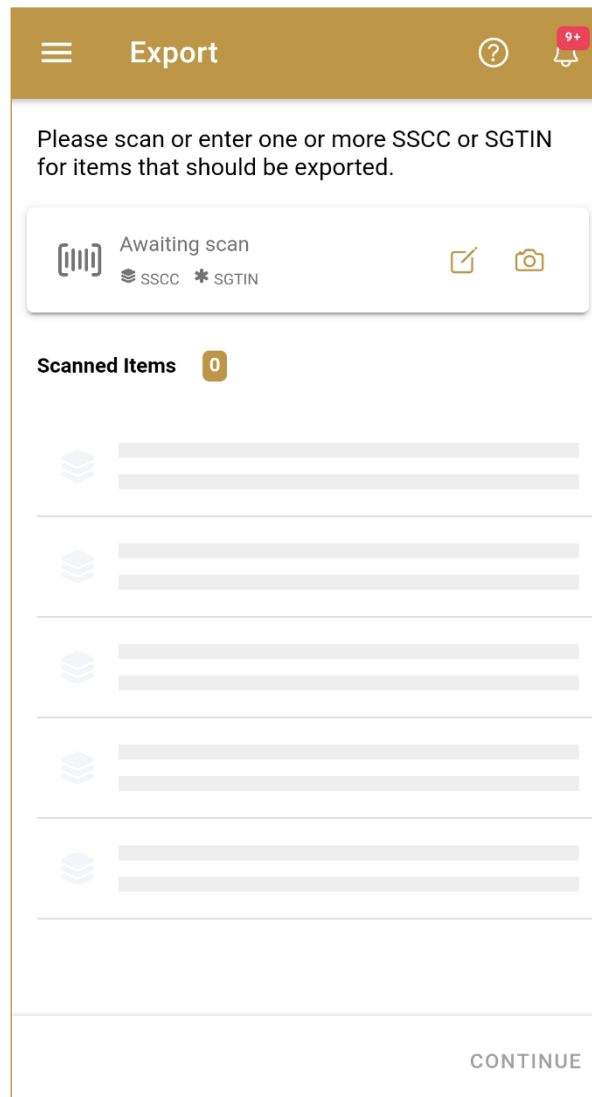 Export
9+
Please scan or enter one or more SSCC or SGTIN
for items that should be exported.
Awaiting scan
SSCC SGTIN
Scanned Items 0
CONTINUE